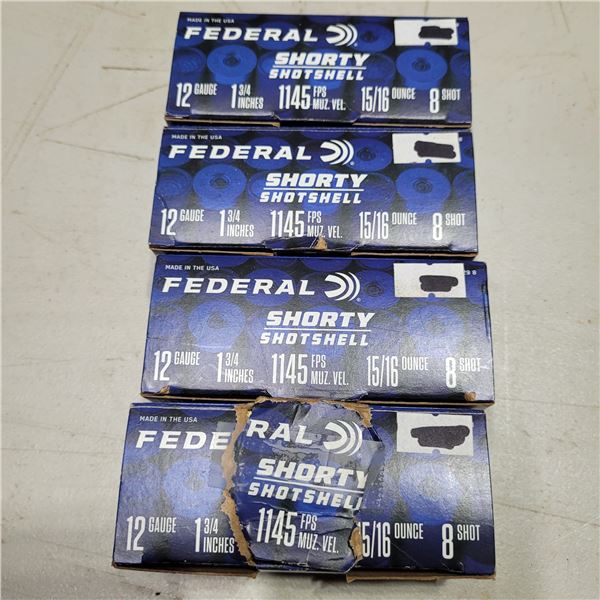 MADE IN THE USA
FEDERAL
SHORTY
SHOTSHELL
12 GAUGE 1 3/4 INCHES 1145 FPS MUZ. VEL. 15/16 OUNCE 8 SHOT
MADE IN THE USA
FEDERAL
SHORTY
SHOTSHELL
12 GAUGE 1 3/4 INCHES 1145 FPS MUZ. VEL. 15/16 OUNCE 8 SHOT
MADE IN THE USA
FEDERAL
SHORTY
SHOTSHELL
12 GAUGE 1 3/4 INCHES 1145 FPS MUZ. VEL. 15/16 OUNCE 8 SHOT
MADE IN THE USA
FEDERAL
SHORTY
SHOTSHELL
12 GAUGE 1 3/4 INCHES 1145 FPS MUZ. VEL. 15/16 OUNCE 8 SHOT